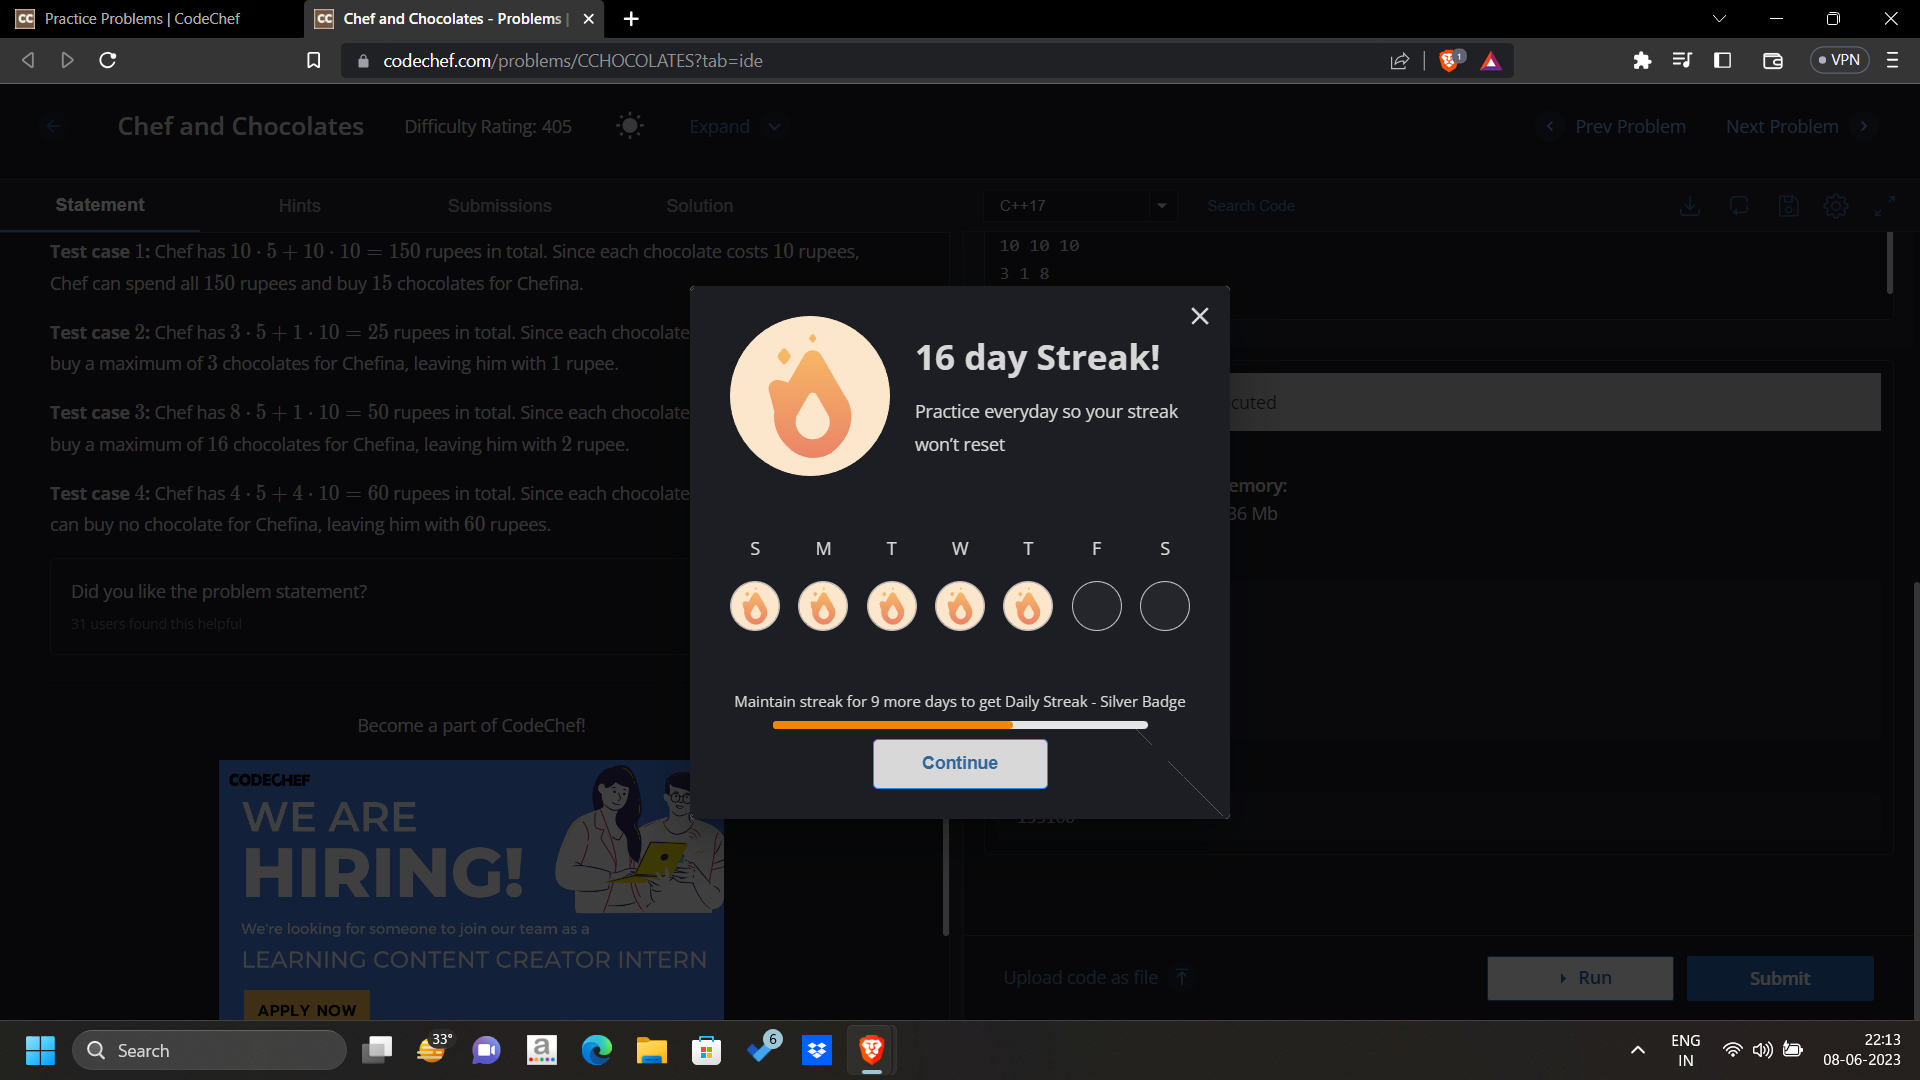 Practice Problems | CodeChef
Chef and Chocolates - Problems |
codechef.com/problems/CCHOCOLATES?tab=ide
1
VPN
Chef and Chocolates
Difficulty Rating: 405
Expand
Prev Problem
Next Problem
Statement
Hints
Submissions
Solution
C++17
Search Code
Test case 1: Chef has 10 · 5 + 10 · 10 = 150 rupees in total. Since each chocolate costs 10 rupees,
Chef can spend all 150 rupees and buy 15 chocolates for Chefina.
Test case 2: Chef has 3 · 5 + 1 · 10 = 25 rupees in total. Since each chocolate
buy a maximum of 3 chocolates for Chefina, leaving him with 1 rupee.
Test case 3: Chef has 8 · 5 + 1 · 10 = 50 rupees in total. Since each chocolate
buy a maximum of 16 chocolates for Chefina, leaving him with 2 rupee.
Test case 4: Chef has 4 · 5 + 4 · 10 = 60 rupees in total. Since each chocolate
can buy no chocolate for Chefina, leaving him with 60 rupees.
Did you like the problem statement?
31 users found this helpful
Become a part of CodeChef!
CODECHEF
WE ARE
HIRING!
We're looking for someone to join our team as a
LEARNING CONTENT CREATOR INTERN
APPLY NOW
10 10 10
3 1 8
cuted
emory:
36 Mb
16 day Streak!
Practice everyday so your streak
won't reset
S M T W T F S
Maintain streak for 9 more days to get Daily Streak - Silver Badge
Continue
Upload code as file
Run
Submit
Search
33°
a
6
ENG
IN
22:13
08-06-2023